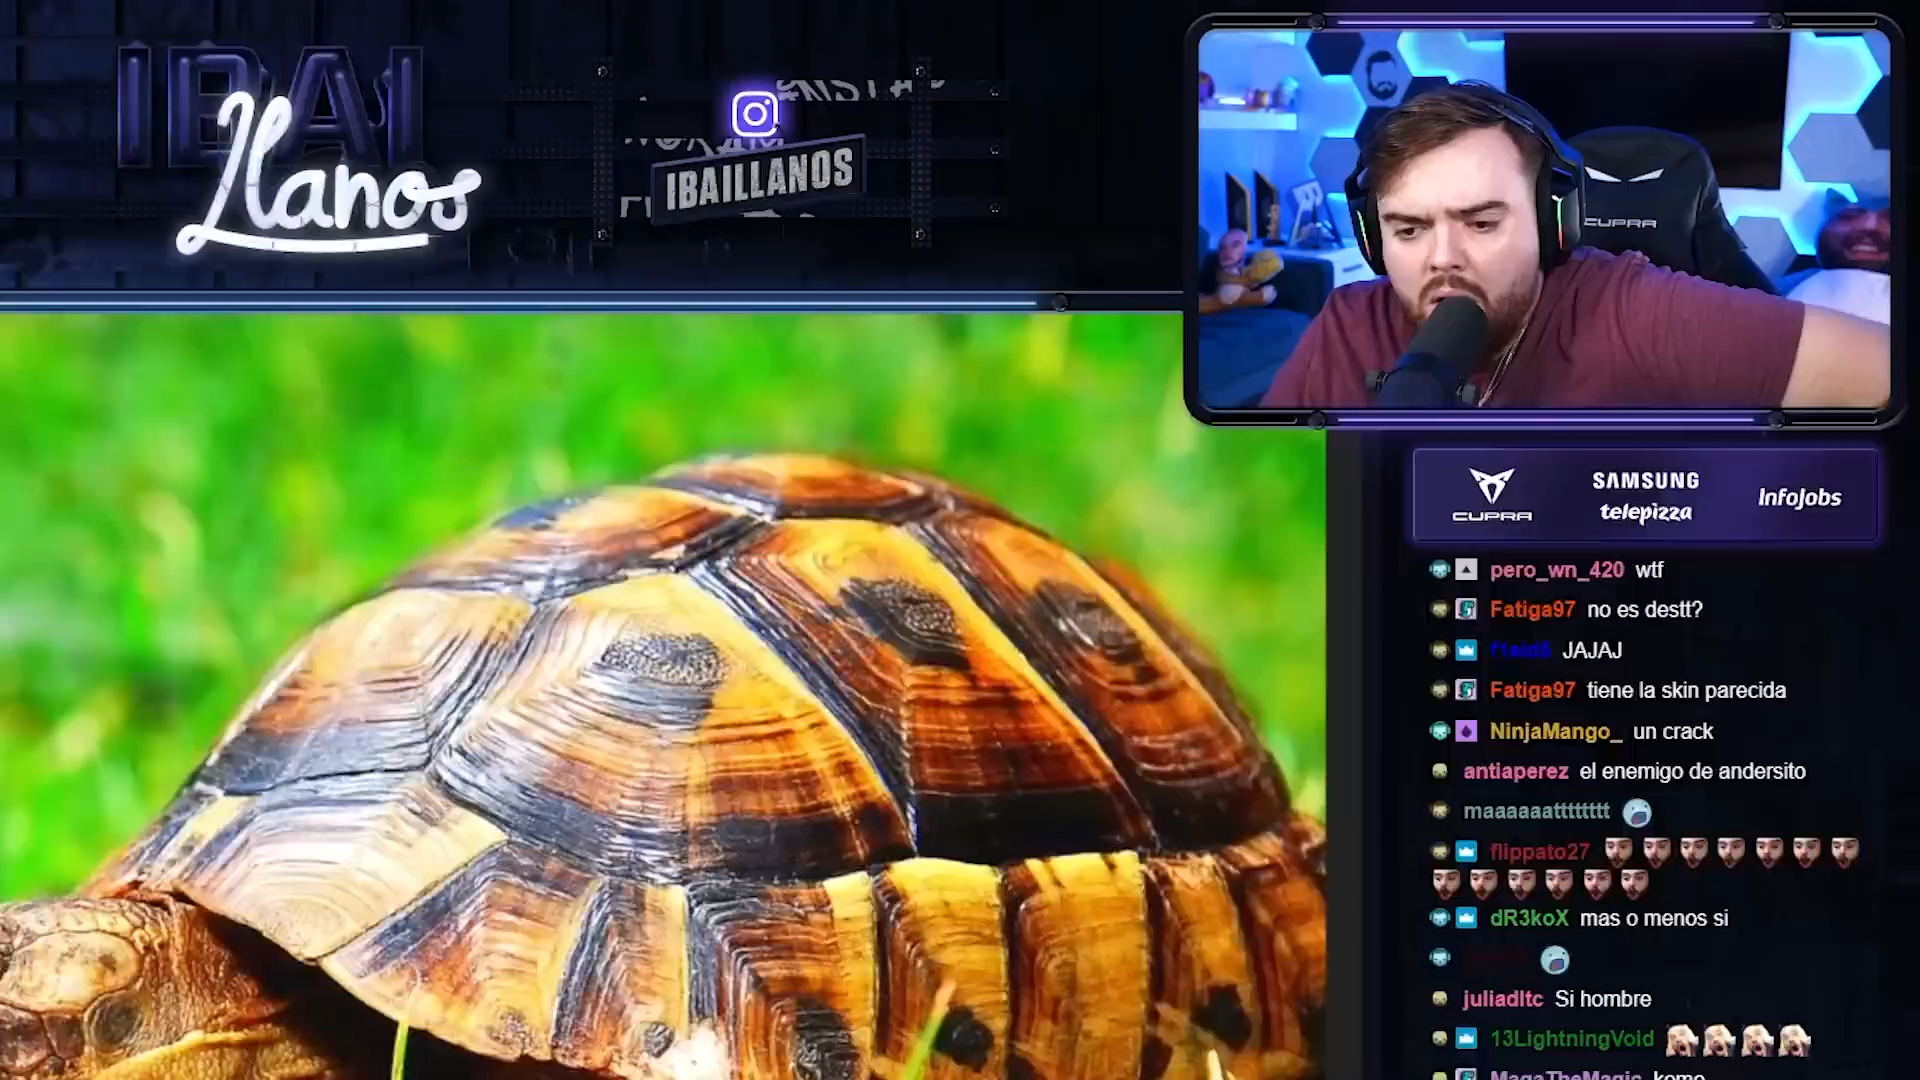 IBAI
Llanos
IBAILLANOS
CUPRA
CUPRA
SAMSUNG
telepizza
InfoJobs
pero_wn_420 wtf
Fatiga97 no es destt?
JAJAJ
Fatiga97 tiene la skin parecida
NinjaMango_ un crack
antiaperez el enemigo de andersito
maaaaaatttttttt
flippato27
dR3koX mas o menos si
juliadltc Si hombre
13LightningVoid
MagaTheMagic komo